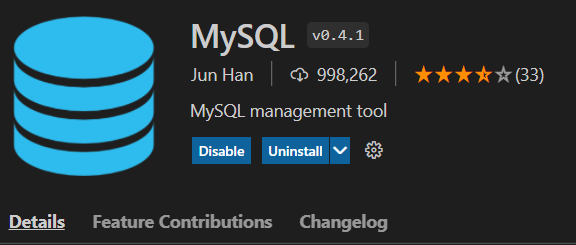 MySQL v0.4.1
Jun Han 998,262 (33)
MySQL management tool
Disable Uninstall
Details Feature Contributions Changelog